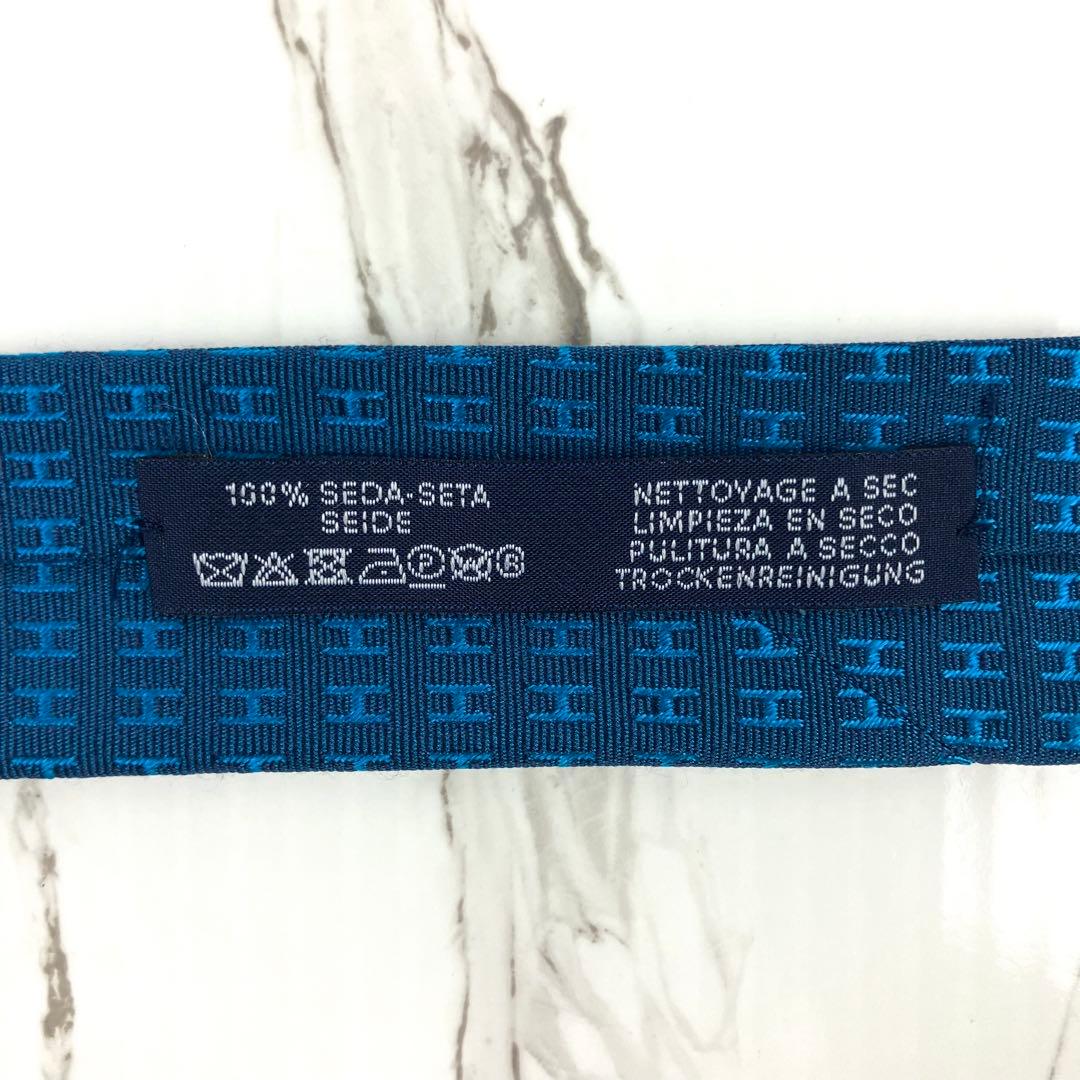 100% SEDA-SETA
SEIDE
NETTOYAGE A SEC
LIMPIEZA EN SECO
PULITURA A SECCO
TROCKENREINIGUNG